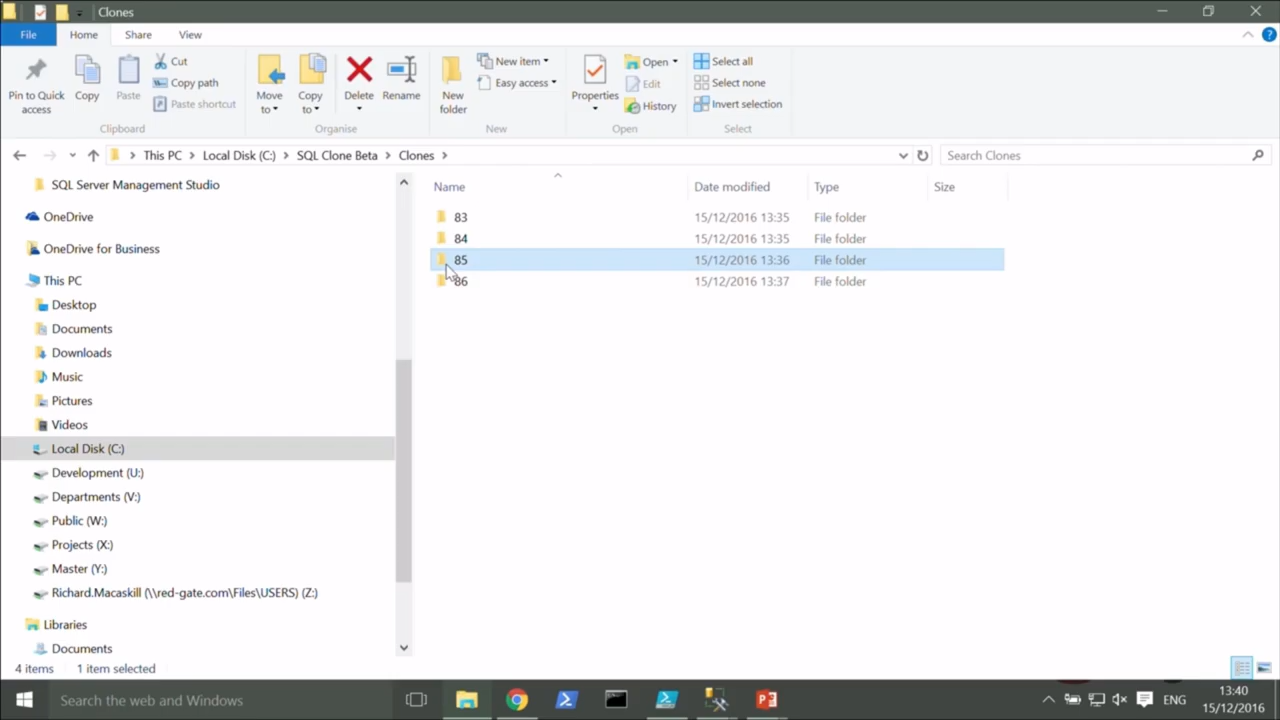 Clones
File Home Share View
Pin to Quick access
Copy
Paste
Cut
Copy path
Paste shortcut
Clipboard
Move to
Copy to
Delete
Rename
Organise
New folder
New item
Easy access
New
Properties
Open
Edit
History
Open
Select all
Select none
Invert selection
Select
This PC > Local Disk (C:) > SQL Clone Beta > Clones >
Search Clones
SQL Server Management Studio
OneDrive
OneDrive for Business
This PC
Desktop
Documents
Downloads
Music
Pictures
Videos
Local Disk (C:)
Development (U:)
Departments (V:)
Public (W:)
Projects (X:)
Master (Y:)
Richard.Macaskill (\\red-gate.com\Files\USERS) (Z:)
Libraries
Documents
Name Date modified Type Size
83 15/12/2016 13:35 File folder
84 15/12/2016 13:35 File folder
85 15/12/2016 13:36 File folder
86 15/12/2016 13:37 File folder
4 items 1 item selected
Search the web and Windows
ENG
13:40
15/12/2016